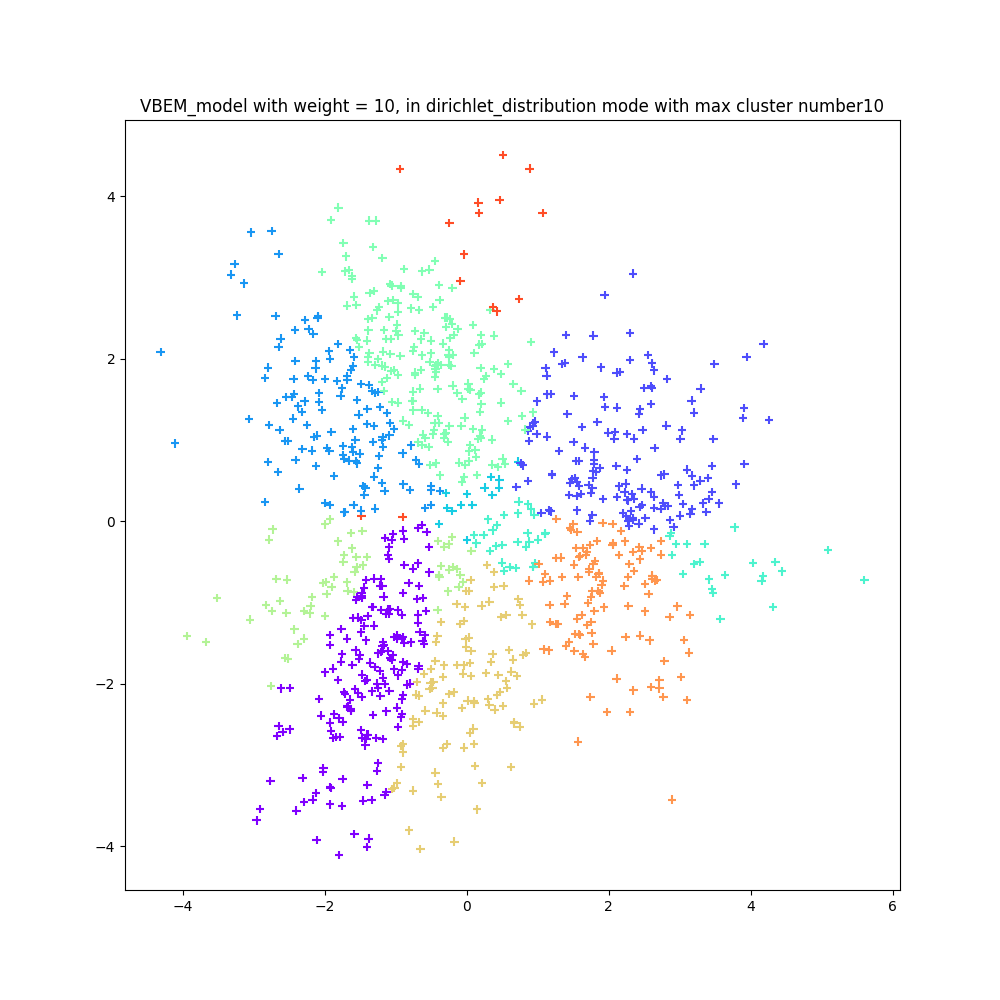 VBEM_model with weight = 10, in dirichlet_distribution mode with max cluster number10
4
2
0
−2
−4
−4 −2 0 2 4 6